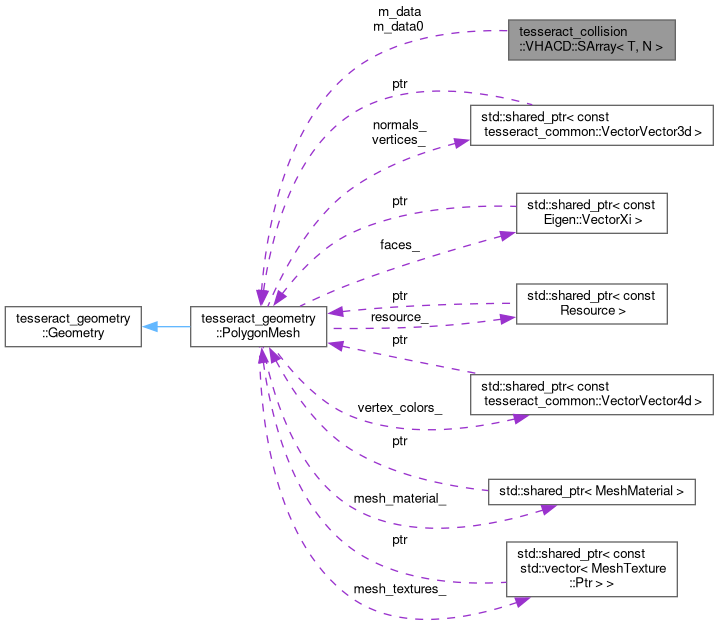 m_data
m_data0
tesseract_collision
::VHACD::SArray< T, N >
ptr
std::shared_ptr< const
tesseract_common::VectorVector3d >
normals_
vertices_
ptr
std::shared_ptr< const
Eigen::VectorXi >
faces_
ptr
std::shared_ptr< const
Resource >
resource_
tesseract_geometry
::Geometry
tesseract_geometry
::PolygonMesh
ptr
std::shared_ptr< const
tesseract_common::VectorVector4d >
vertex_colors_
ptr
std::shared_ptr< MeshMaterial >
mesh_material_
ptr
std::shared_ptr< const
std::vector< MeshTexture
::Ptr > >
mesh_textures_